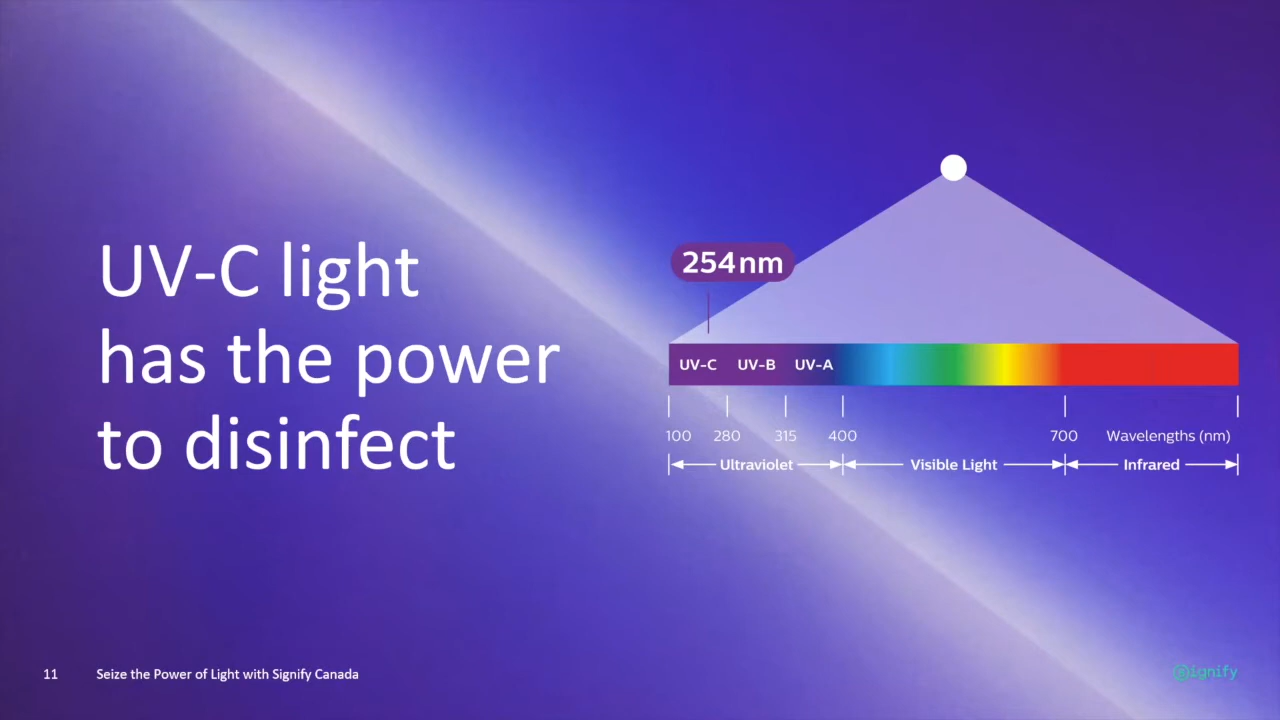 UV-C light
has the power
to disinfect
254nm
UV-C UV-B UV-A
100 280 315 400 700 Wavelengths (nm)
Ultraviolet Visible Light Infrared
11 Seize the Power of Light with Signify Canada
Signify